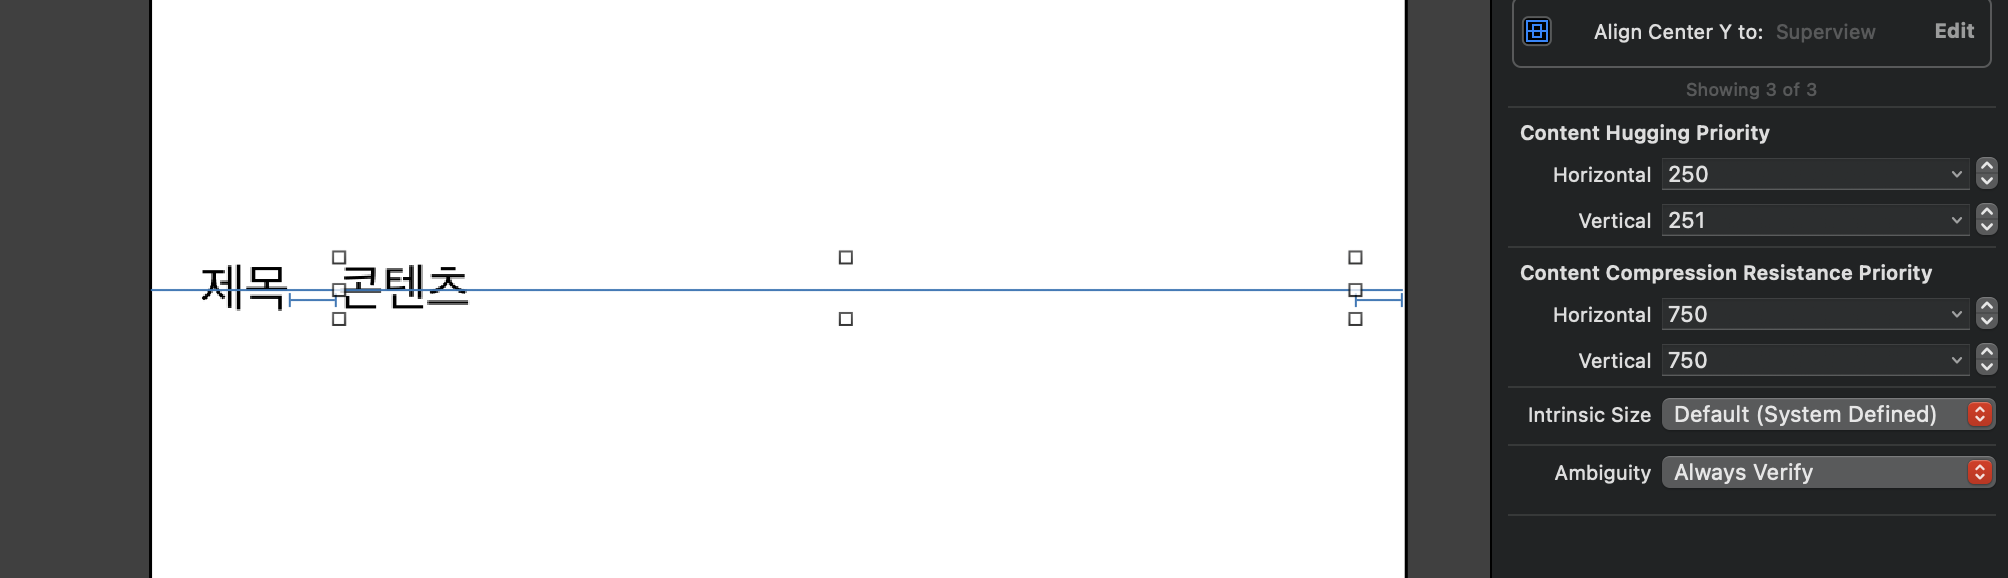 제목 콘텐츠
Align Center Y to: Superview Edit
Showing 3 of 3
Content Hugging Priority
Horizontal 250
Vertical 251
Content Compression Resistance Priority
Horizontal 750
Vertical 750
Intrinsic Size Default (System Defined)
Ambiguity Always Verify